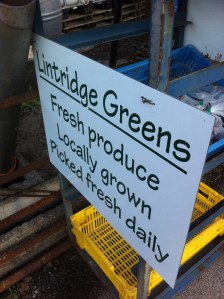 Lintridge Greens
Fresh produce
Locally grown
Picked fresh daily